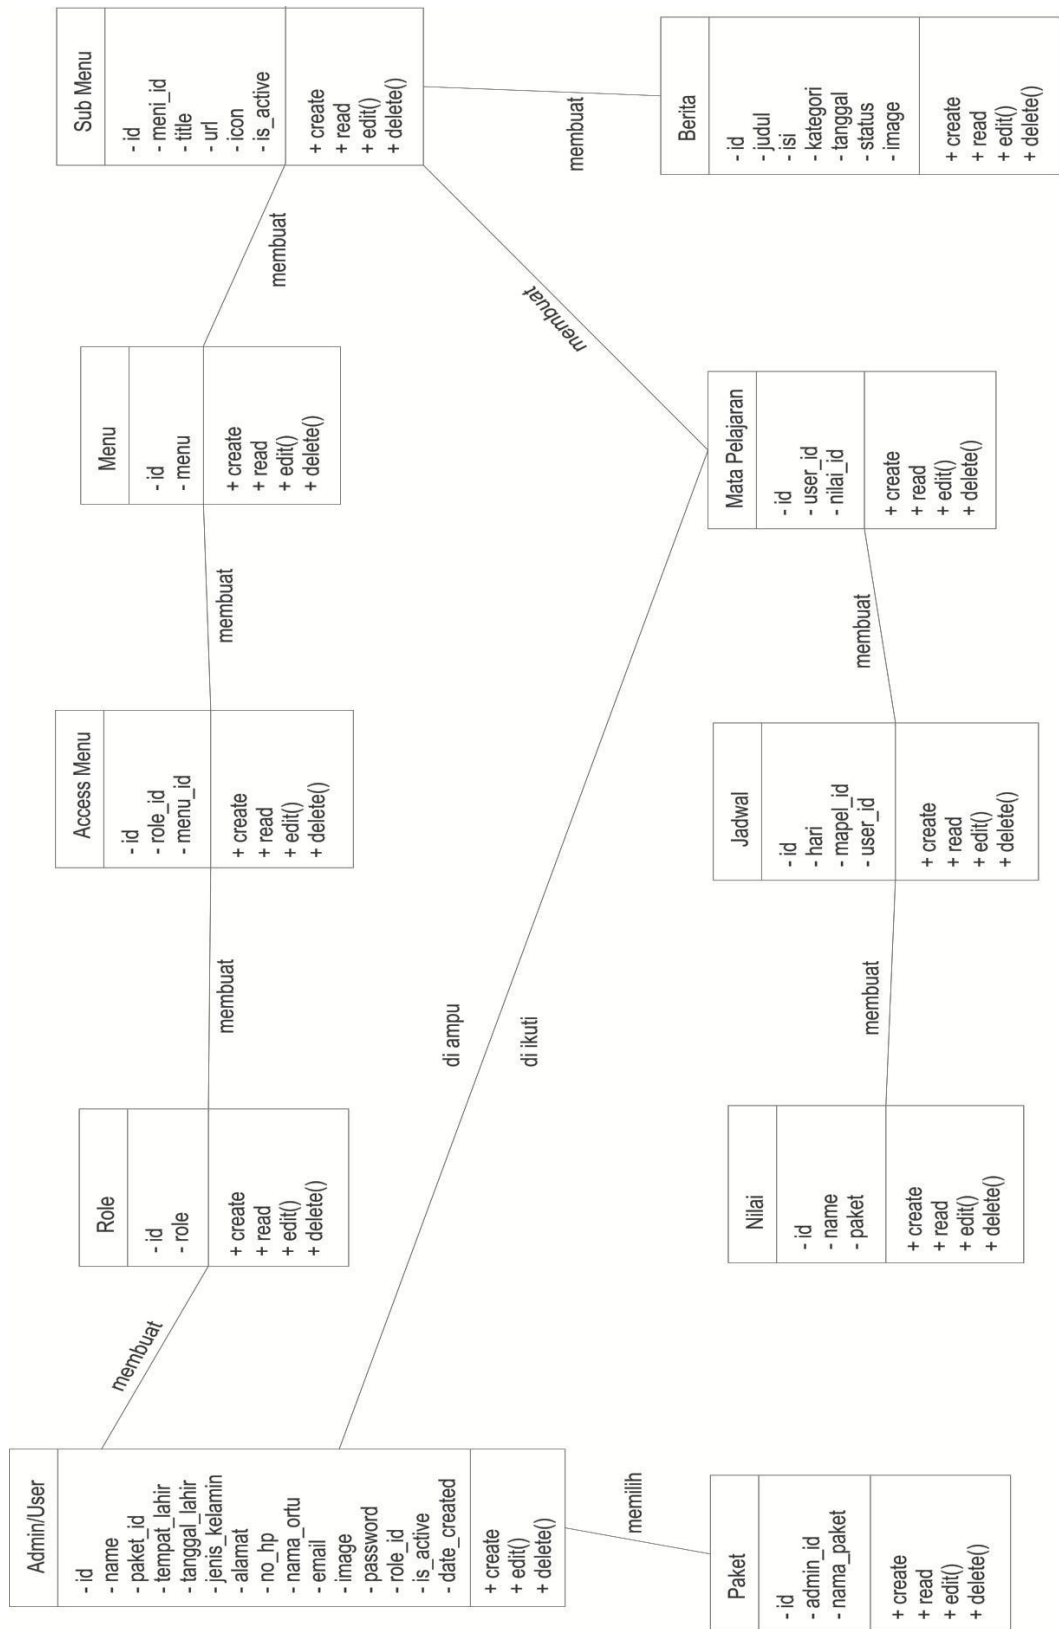 Admin/User
- id
- name
- paket_id
- tempat_lahir
- tanggal_lahir
- jenis_kelamin
- alamat
- no_hp
- nama_ortu
- email
- image
- password
- role_id
- is_active
- date_created
+ create
+ edit()
+ delete()
membuat
Role
- id
- role
+ create
+ read
+ edit()
+ delete()
membuat
Access Menu
- id
- role_id
- menu_id
+ create
+ read
+ edit()
+ delete()
membuat
Menu
- id
- menu
+ create
+ read
+ edit()
+ delete()
membuat
Sub Menu
- id
- meni_id
- title
- url
- icon
- is_active
+ create
+ read
+ edit()
+ delete()
di ampu
di ikuti
membuat
membuat
memilih
Paket
- id
- admin_id
- nama_paket
+ create
+ read
+ edit()
+ delete()
Nilai
- id
- name
- paket
+ create
+ read
+ edit()
+ delete()
membuat
Jadwal
- id
- hari
- mapel_id
- user_id
+ create
+ read
+ edit()
+ delete()
membuat
Mata Pelajaran
- id
- user_id
- nilai_id
+ create
+ read
+ edit()
+ delete()
Berita
- id
- judul
- isi
- kategori
- tanggal
- status
- image
+ create
+ read
+ edit()
+ delete()